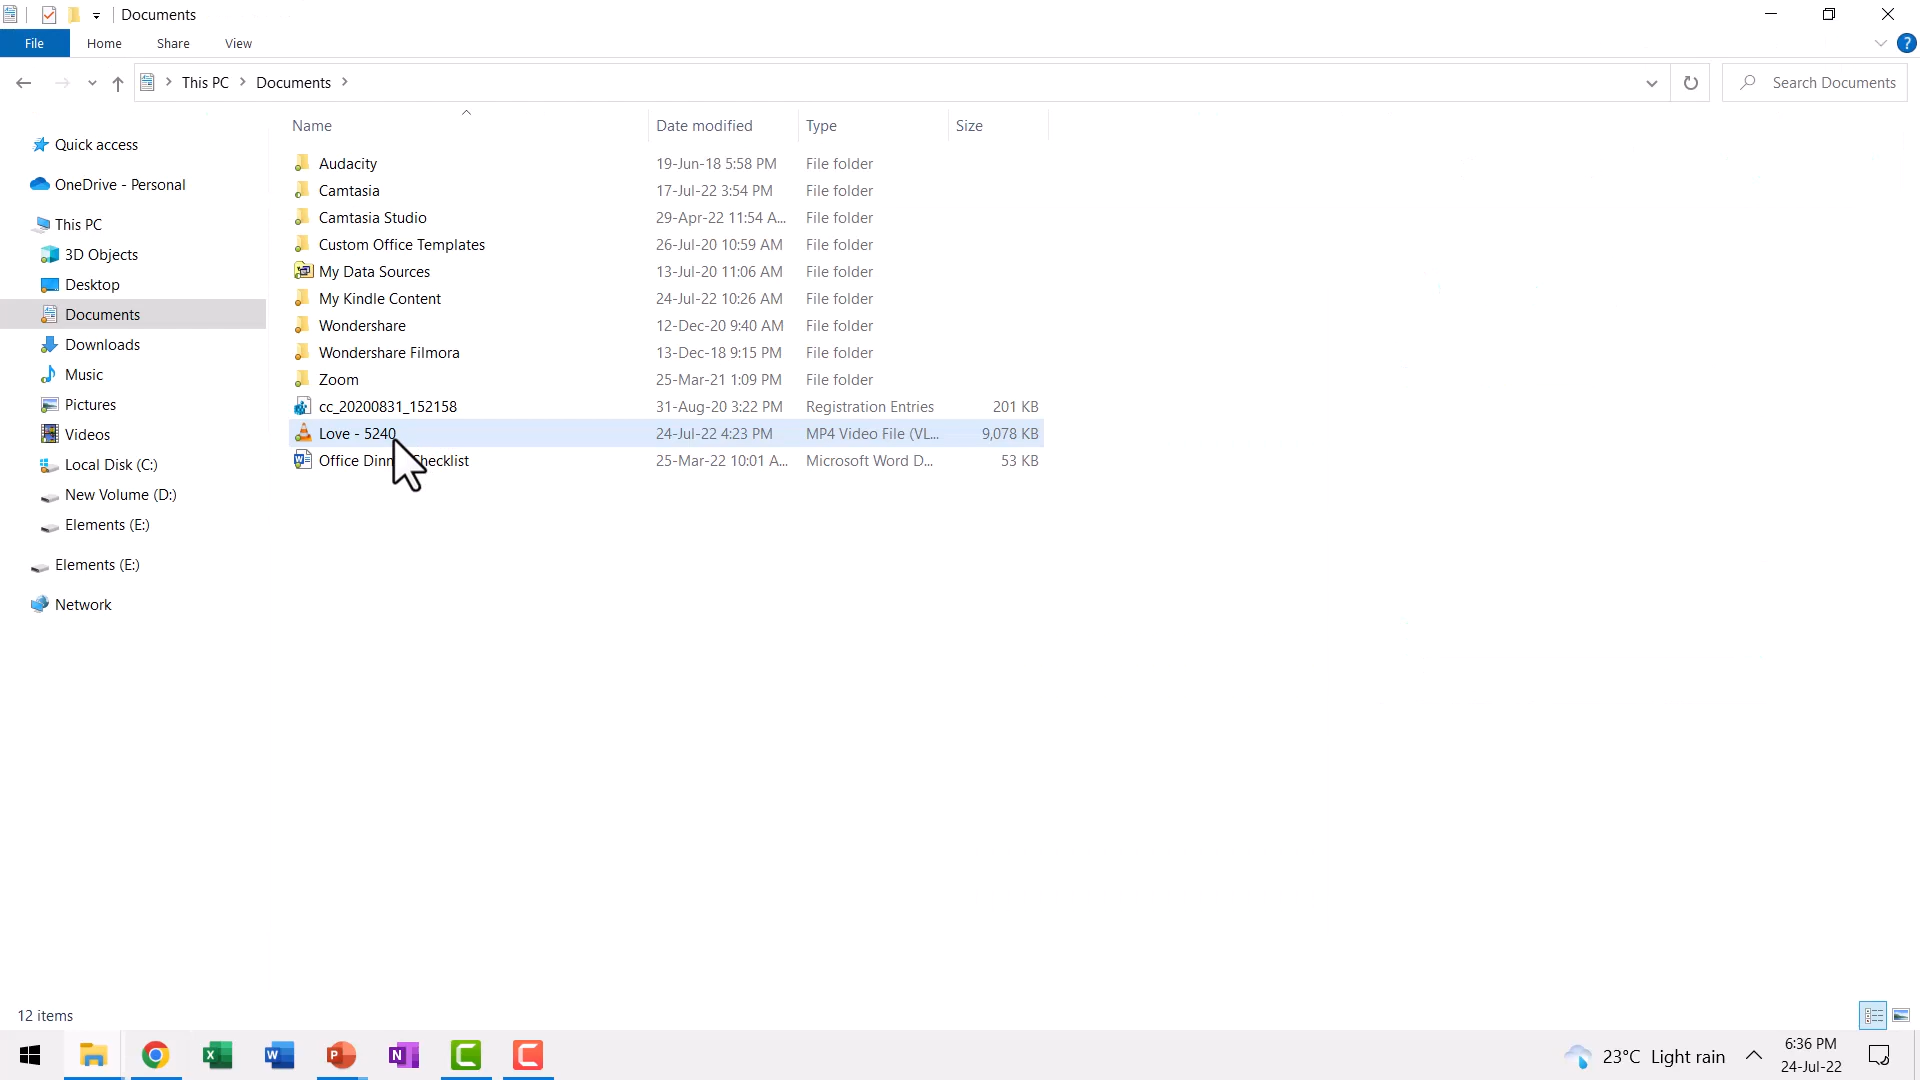 Documents
File Home Share View
This PC Documents Search Documents
Name Date modified Type Size
Quick access
OneDrive - Personal
This PC
3D Objects
Desktop
Documents
Downloads
Music
Pictures
Videos
Local Disk (C:)
New Volume (D:)
Elements (E:)
Elements (E:)
Network
Audacity 19-Jun-18 5:58 PM File folder
Camtasia 17-Jul-22 3:54 PM File folder
Camtasia Studio 29-Apr-22 11:54 A... File folder
Custom Office Templates 26-Jul-20 10:59 AM File folder
My Data Sources 13-Jul-20 11:06 AM File folder
My Kindle Content 24-Jul-22 10:26 AM File folder
Wondershare 12-Dec-20 9:40 AM File folder
Wondershare Filmora 13-Dec-18 9:15 PM File folder
Zoom 25-Mar-21 1:09 PM File folder
cc_20200831_152158 31-Aug-20 3:22 PM Registration Entries 201 KB
Love - 5240 24-Jul-22 4:23 PM MP4 Video File (VL... 9,078 KB
Office Checklist 25-Mar-22 10:01 A... Microsoft Word D... 53 KB
12 items
23°C Light rain
6:36 PM
24-Jul-22